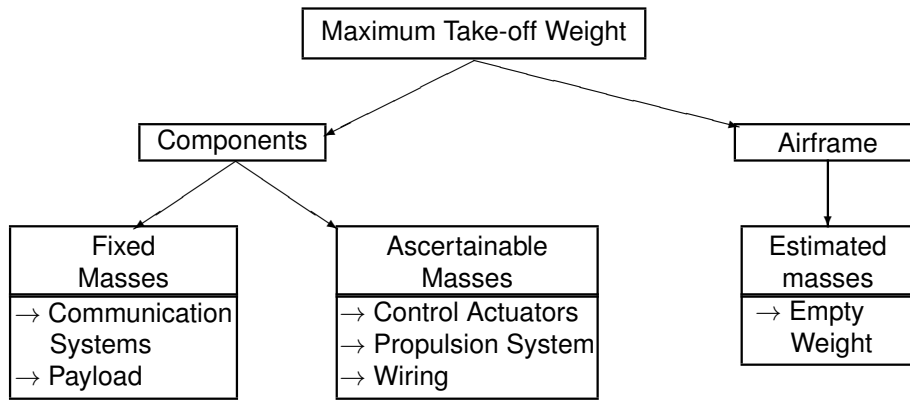 Maximum Take-off Weight
Components
Airframe
Fixed
Masses
→ Communication
Systems
→ Payload
Ascertainable
Masses
→ Control Actuators
→ Propulsion System
→ Wiring
Estimated
masses
→ Empty
Weight